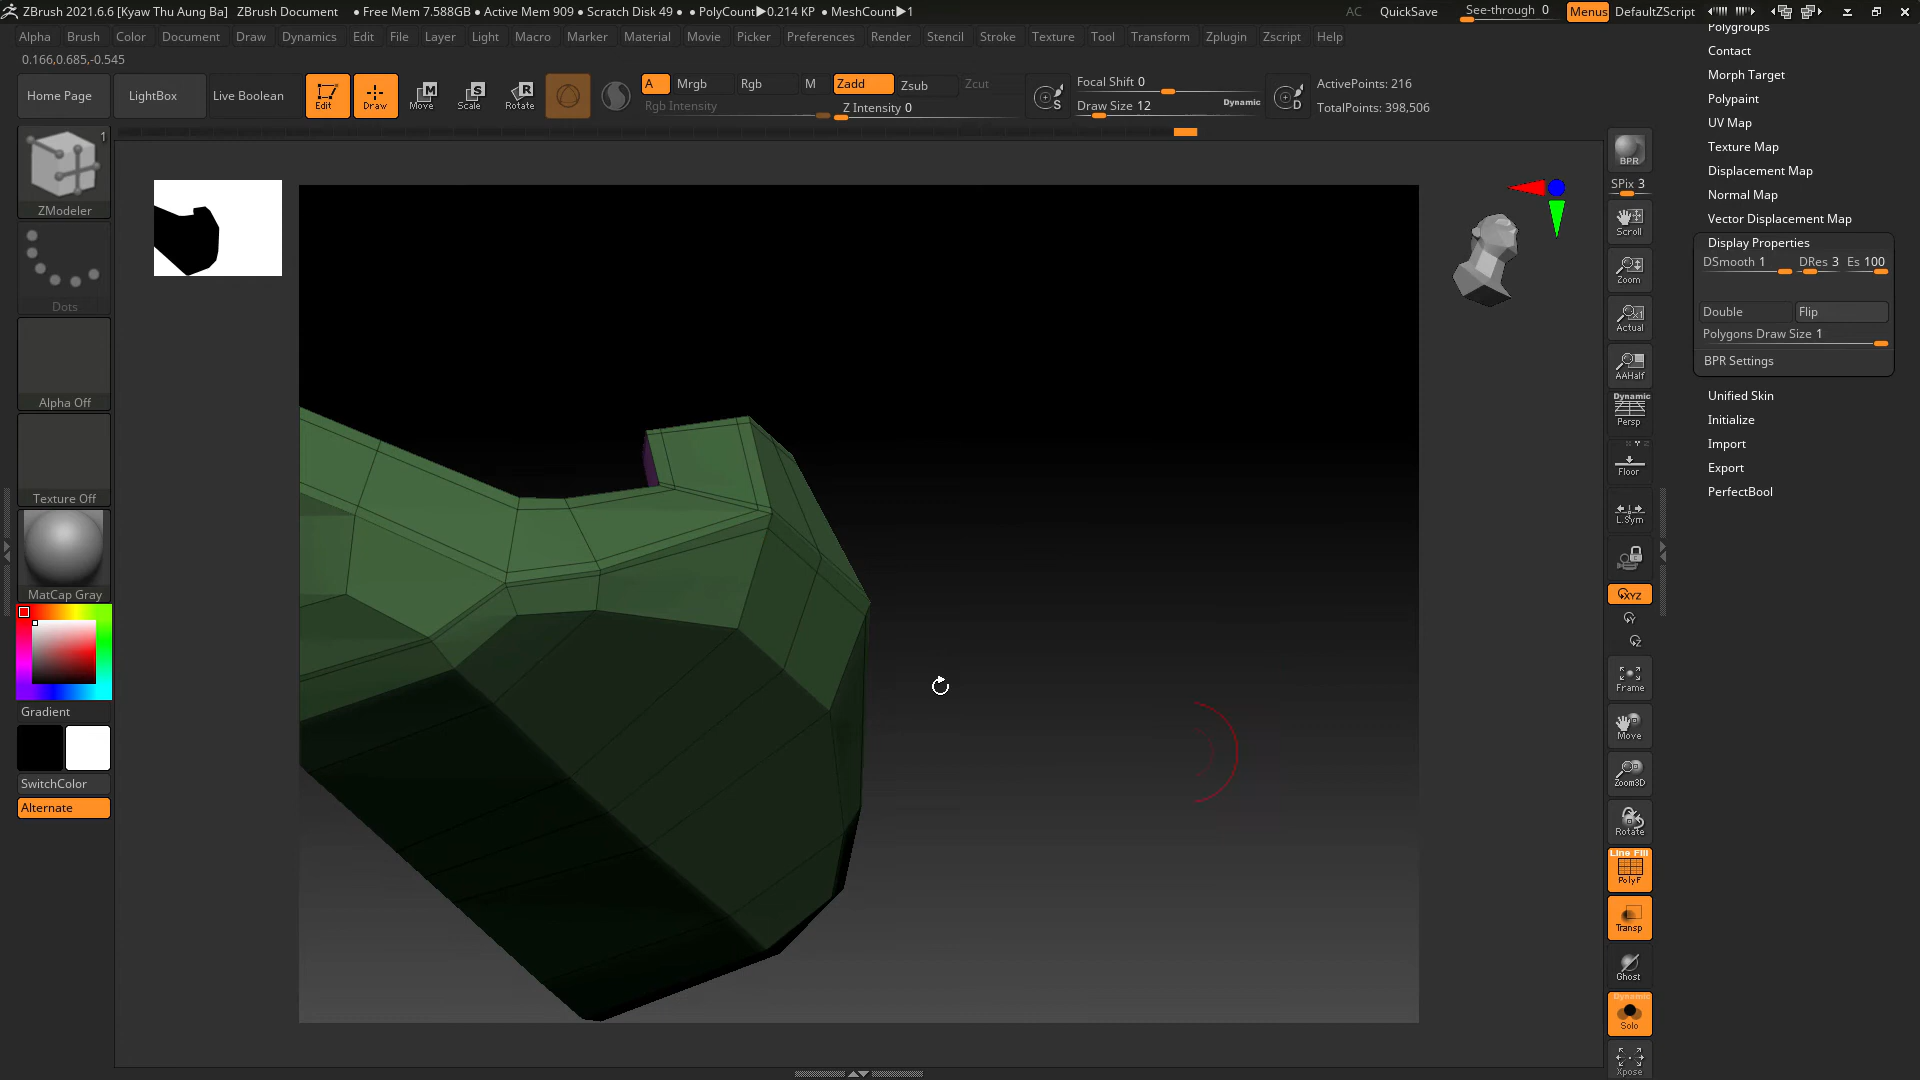 ZBrush 2021.6.6 [Kyaw Thu Aung Ba] ZBrush Document • Free Mem 7.588GB • Active Mem 909 • Scratch Disk 49 • PolyCount▶0.214 KP • MeshCount▶1 AC QuickSave See-through 0 Menus DefaultZScript
Alpha Brush Color Document Draw Dynamics Edit File Layer Light Macro Marker Material Movie Picker Preferences Render Stencil Stroke Texture Tool Transform Zplugin Zscript Help
0.166,0.685,-0.545
Home Page LightBox Live Boolean Edit Draw Move Scale Rotate
A Mrgb Rgb M Zadd Zsub Zcut
Rgb Intensity Z Intensity 0
Focal Shift 0
Draw Size 12 Dynamic
ActivePoints: 216
TotalPoints: 398,506
1
ZModeler
Dots
Alpha Off
Texture Off
MatCap Gray
Gradient
SwitchColor
Alternate
BPR
SPix 3
Scroll
Zoom
Actual
AAHalf
Dynamic
Persp
Floor
L.Sym
XYZ
Y
Z
Frame
Move
Zoom3D
Rotate
Line Fill
PolyF
Transp
Ghost
Dynamic
Solo
Xpose
Polygroups
Contact
Morph Target
Polypaint
UV Map
Texture Map
Displacement Map
Normal Map
Vector Displacement Map
Display Properties
DSmooth 1 DRes 3 Es 100
Double Flip
Polygons Draw Size 1
BPR Settings
Unified Skin
Initialize
Import
Export
PerfectBool